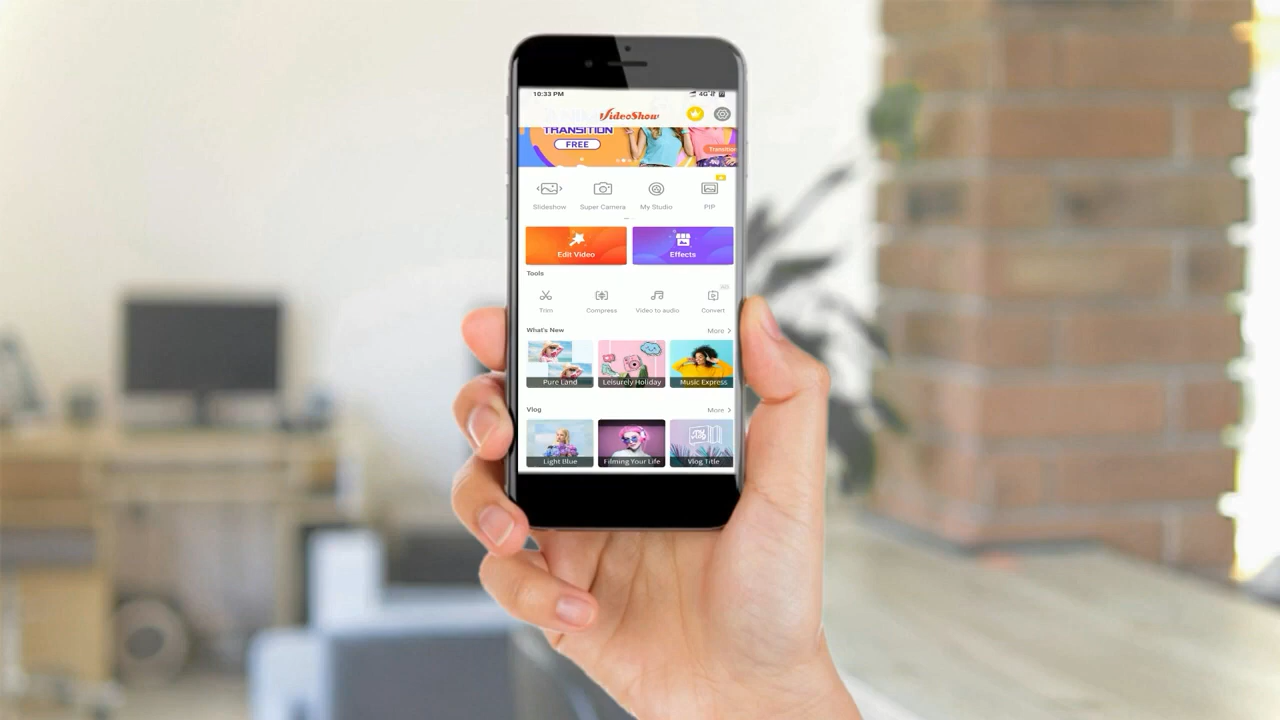 10:33 PM
4G
VideoShow
TRANSITION
FREE
Transition
Slideshow
Super Camera
My Studio
PIP
Edit Video
Effects
Tools
Trim
Compress
Video to audio
Convert
What's New
More >
Pure Land
Leisurely Holiday
Music Express
Vlog
More >
Light Blue
Filming Your Life
Vlog Title